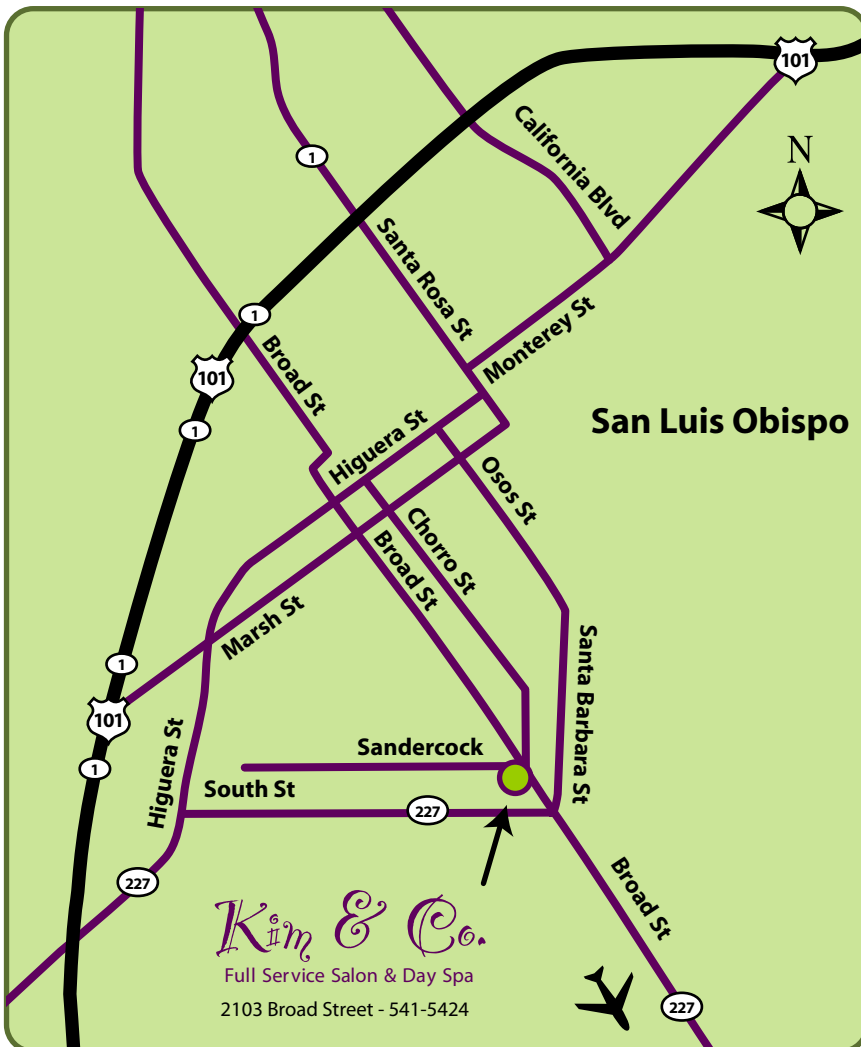 101
N
California Blvd
1
Santa Rosa St
1
Monterey St
Broad St
101
San Luis Obispo
1
Higuera St
Osos St
Chorro St
Broad St
Marsh St
Santa Barbara St
1
101
Higuera St
Sandercock
1
South St
227
Broad St
227
Kim & Co.
Full Service Salon & Day Spa
2103 Broad Street - 541-5424
227